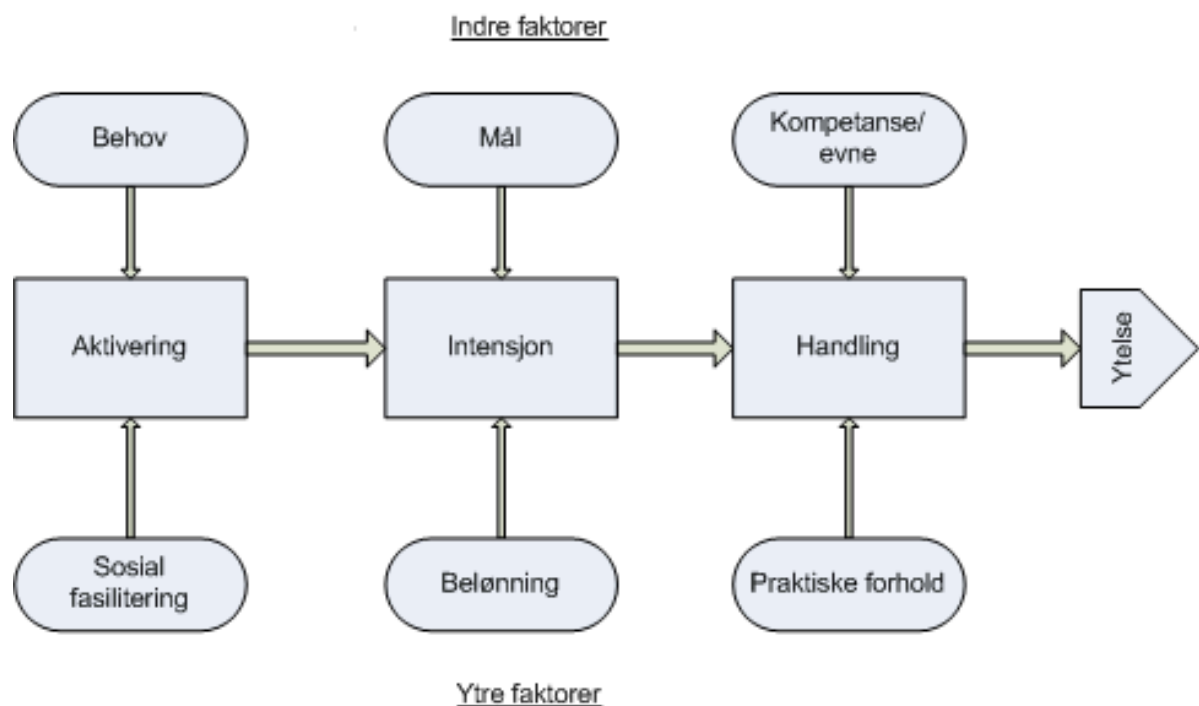 Indre faktorer
Behov
Mål
Kompetanse/
evne
Aktivering
Intensjon
Handling
Ytelse
Sosial
fasilitering
Belønning
Praktiske forhold
Ytre faktorer